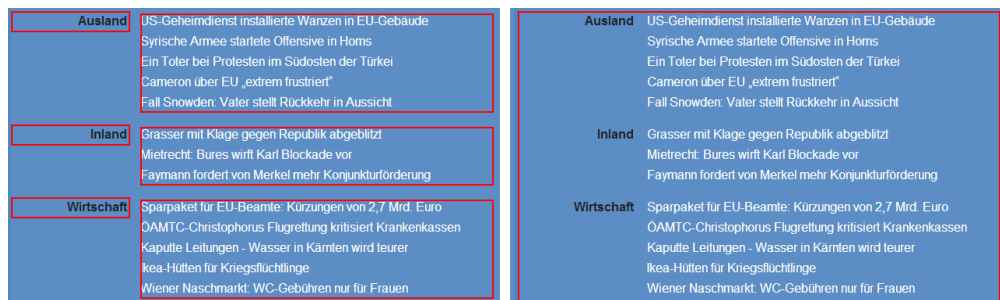 Ausland US-Geheimdienst installierte Wanzen in EU-Gebäude
Syrische Armee startete Offensive in Homs
Ein Toter bei Protesten im Südosten der Türkei
Cameron über EU „extrem frustriert“
Fall Snowden: Vater stellt Rückkehr in Aussicht
Inland Grasser mit Klage gegen Republik abgeblitzt
Mietrecht: Bures wirft Karl Blockade vor
Faymann fordert von Merkel mehr Konjunkturförderung
Wirtschaft Sparpaket für EU-Beamte: Kürzungen von 2,7 Mrd. Euro
ÖAMTC-Christophorus Flugrettung kritisiert Krankenkassen
Kaputte Leitungen - Wasser in Kärnten wird teurer
Ikea-Hütten für Kriegsflüchtlinge
Wiener Naschmarkt: WC-Gebühren nur für Frauen
Ausland US-Geheimdienst installierte Wanzen in EU-Gebäude
Syrische Armee startete Offensive in Homs
Ein Toter bei Protesten im Südosten der Türkei
Cameron über EU „extrem frustriert“
Fall Snowden: Vater stellt Rückkehr in Aussicht
Inland Grasser mit Klage gegen Republik abgeblitzt
Mietrecht: Bures wirft Karl Blockade vor
Faymann fordert von Merkel mehr Konjunkturförderung
Wirtschaft Sparpaket für EU-Beamte: Kürzungen von 2,7 Mrd. Euro
ÖAMTC-Christophorus Flugrettung kritisiert Krankenkassen
Kaputte Leitungen - Wasser in Kärnten wird teurer
Ikea-Hütten für Kriegsflüchtlinge
Wiener Naschmarkt: WC-Gebühren nur für Frauen